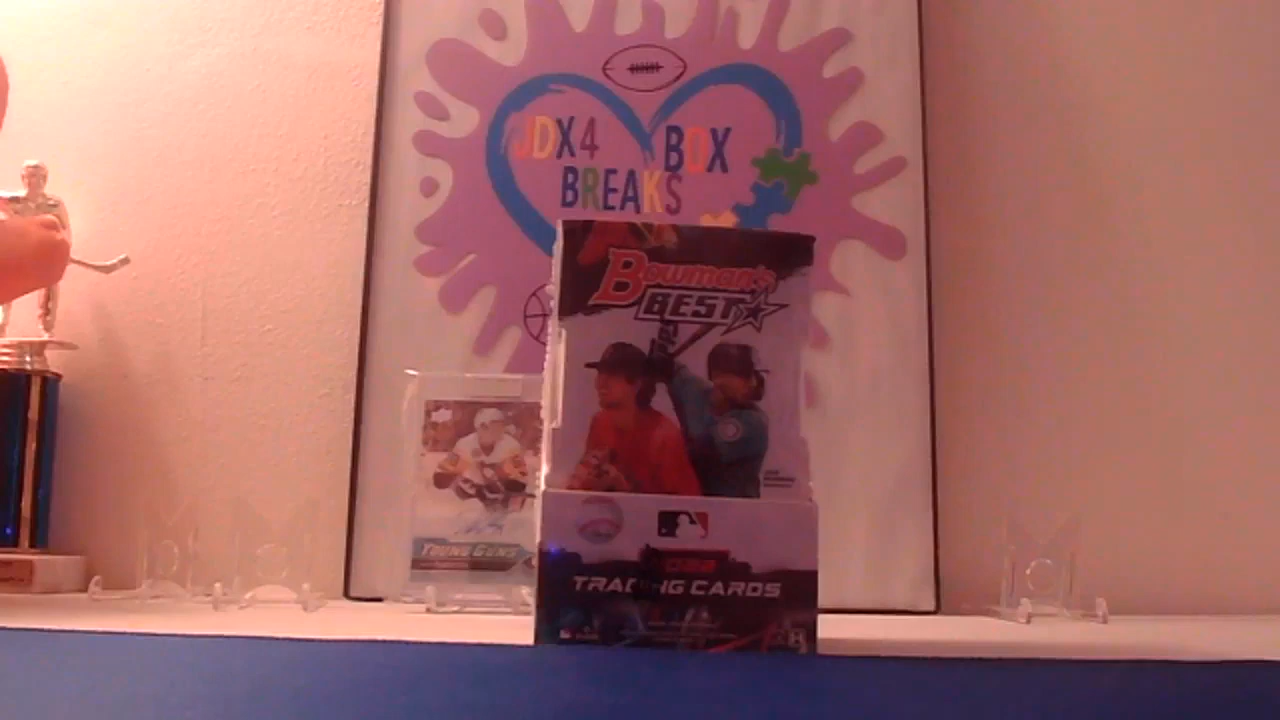 JDX4 BOX
BREAKS
Bowman's
BEST
YOUNG GUNS
TRADING CARDS